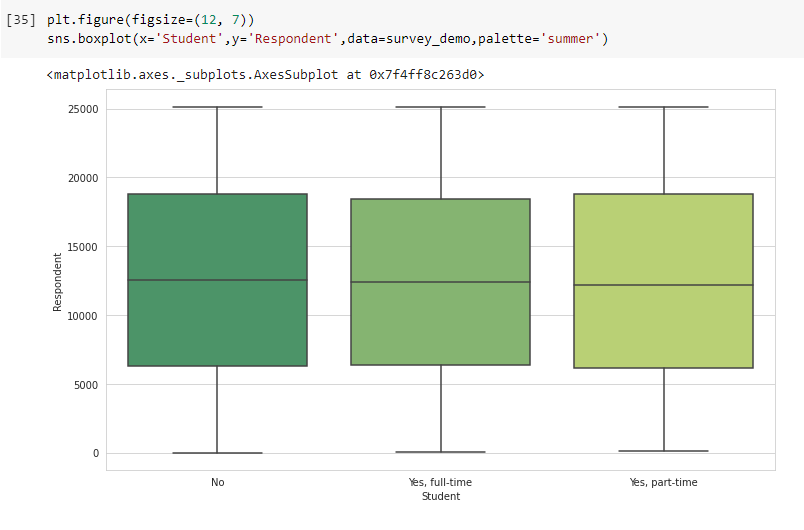 [35] plt.figure(figsize=(12, 7))
sns.boxplot(x='Student',y='Respondent',data=survey_demo,palette='summer')
<matplotlib.axes._subplots.AxesSubplot at 0x7f4ff8c263d0>
25000
20000
15000
10000
5000
0
Respondent
No
Yes, full-time
Yes, part-time
Student